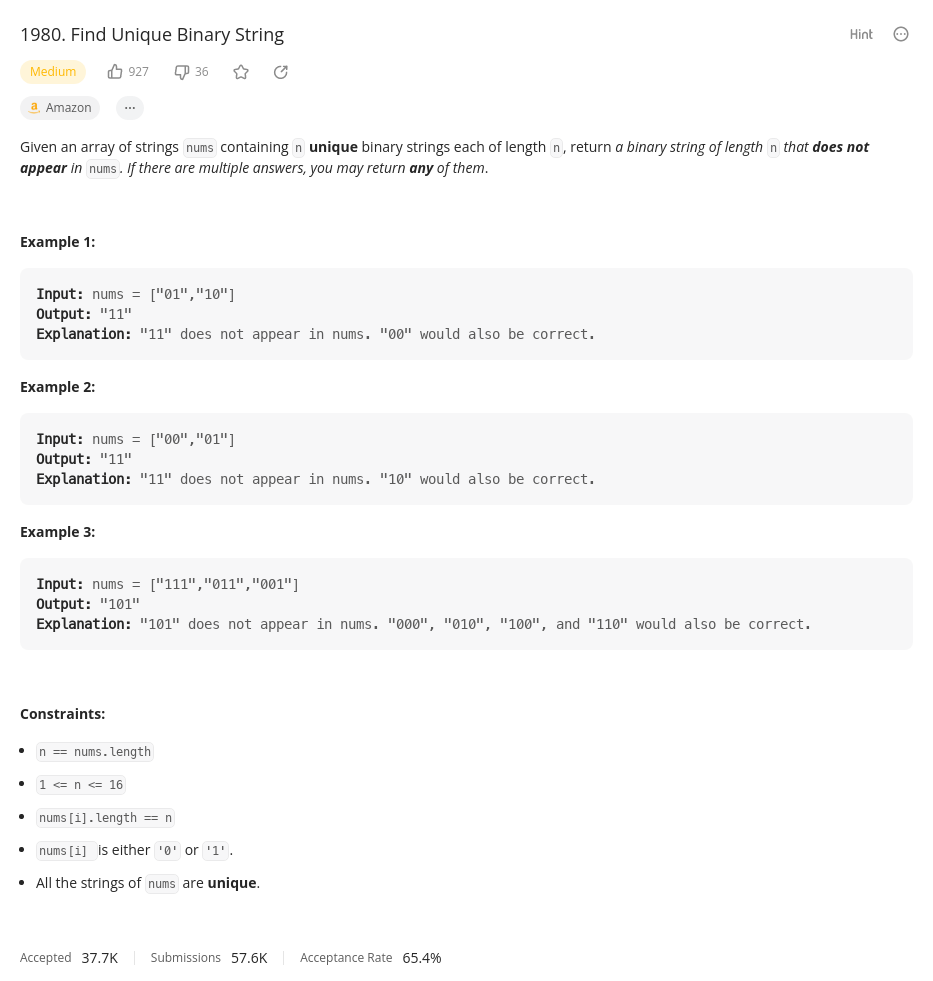 1980. Find Unique Binary String
Hint
Medium 927 36
Amazon ...
Given an array of strings nums containing n unique binary strings each of length n, return a binary string of length n that does not
appear in nums. If there are multiple answers, you may return any of them.
Example 1:
Input: nums = ["01","10"]
Output: "11"
Explanation: "11" does not appear in nums. "00" would also be correct.
Example 2:
Input: nums = ["00","01"]
Output: "11"
Explanation: "11" does not appear in nums. "10" would also be correct.
Example 3:
Input: nums = ["111","011","001"]
Output: "101"
Explanation: "101" does not appear in nums. "000", "010", "100", and "110" would also be correct.
Constraints:
n == nums.length
1 <= n <= 16
nums[i].length == n
nums[i] is either '0' or '1'.
All the strings of nums are unique.
Accepted 37.7K Submissions 57.6K Acceptance Rate 65.4%